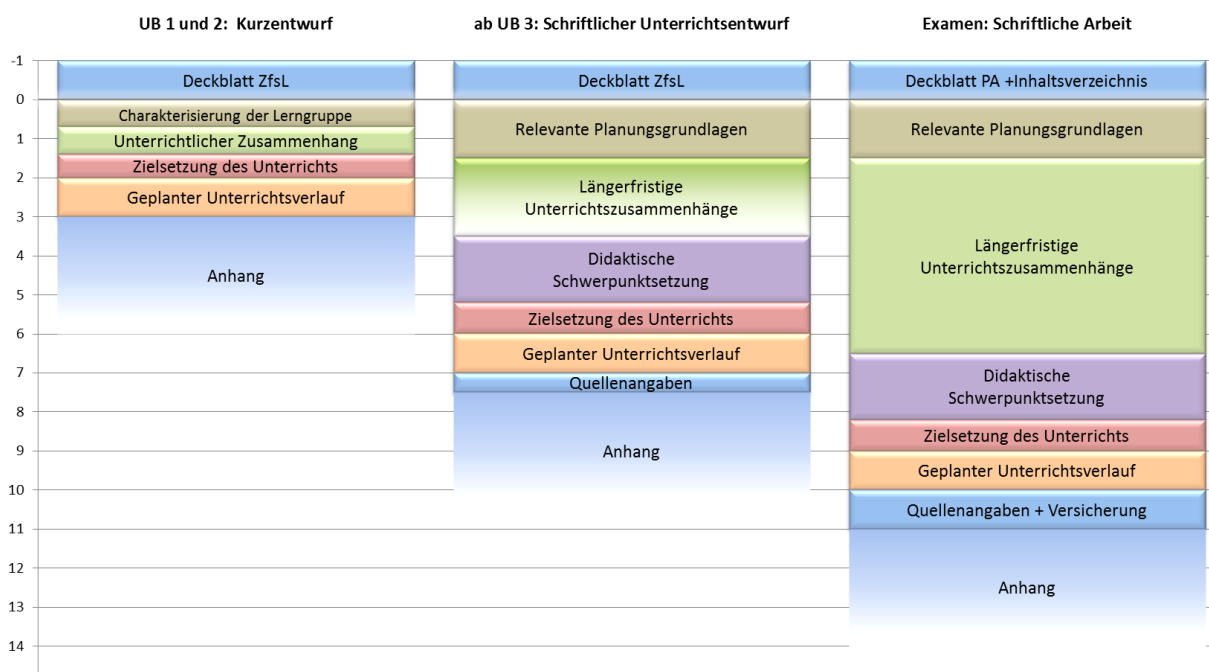 UB 1 und 2:  Kurzentwurf
ab UB 3: Schriftlicher Unterrichtsentwurf
Examen: Schriftliche Arbeit
-1
0
1
2
3
4
5
6
7
8
9
10
11
12
13
14
Deckblatt ZfsL
Charakterisierung der Lerngruppe
Unterrichtlicher Zusammenhang
Zielsetzung des Unterrichts
Geplanter Unterrichtsverlauf
Anhang
Deckblatt ZfsL
Relevante Planungsgrundlagen
Längerfristige
Unterrichtszusammenhänge
Didaktische
Schwerpunktsetzung
Zielsetzung des Unterrichts
Geplanter Unterrichtsverlauf
Quellenangaben
Anhang
Deckblatt PA +Inhaltsverzeichnis
Relevante Planungsgrundlagen
Längerfristige
Unterrichtszusammenhänge
Didaktische
Schwerpunktsetzung
Zielsetzung des Unterrichts
Geplanter Unterrichtsverlauf
Quellenangaben + Versicherung
Anhang